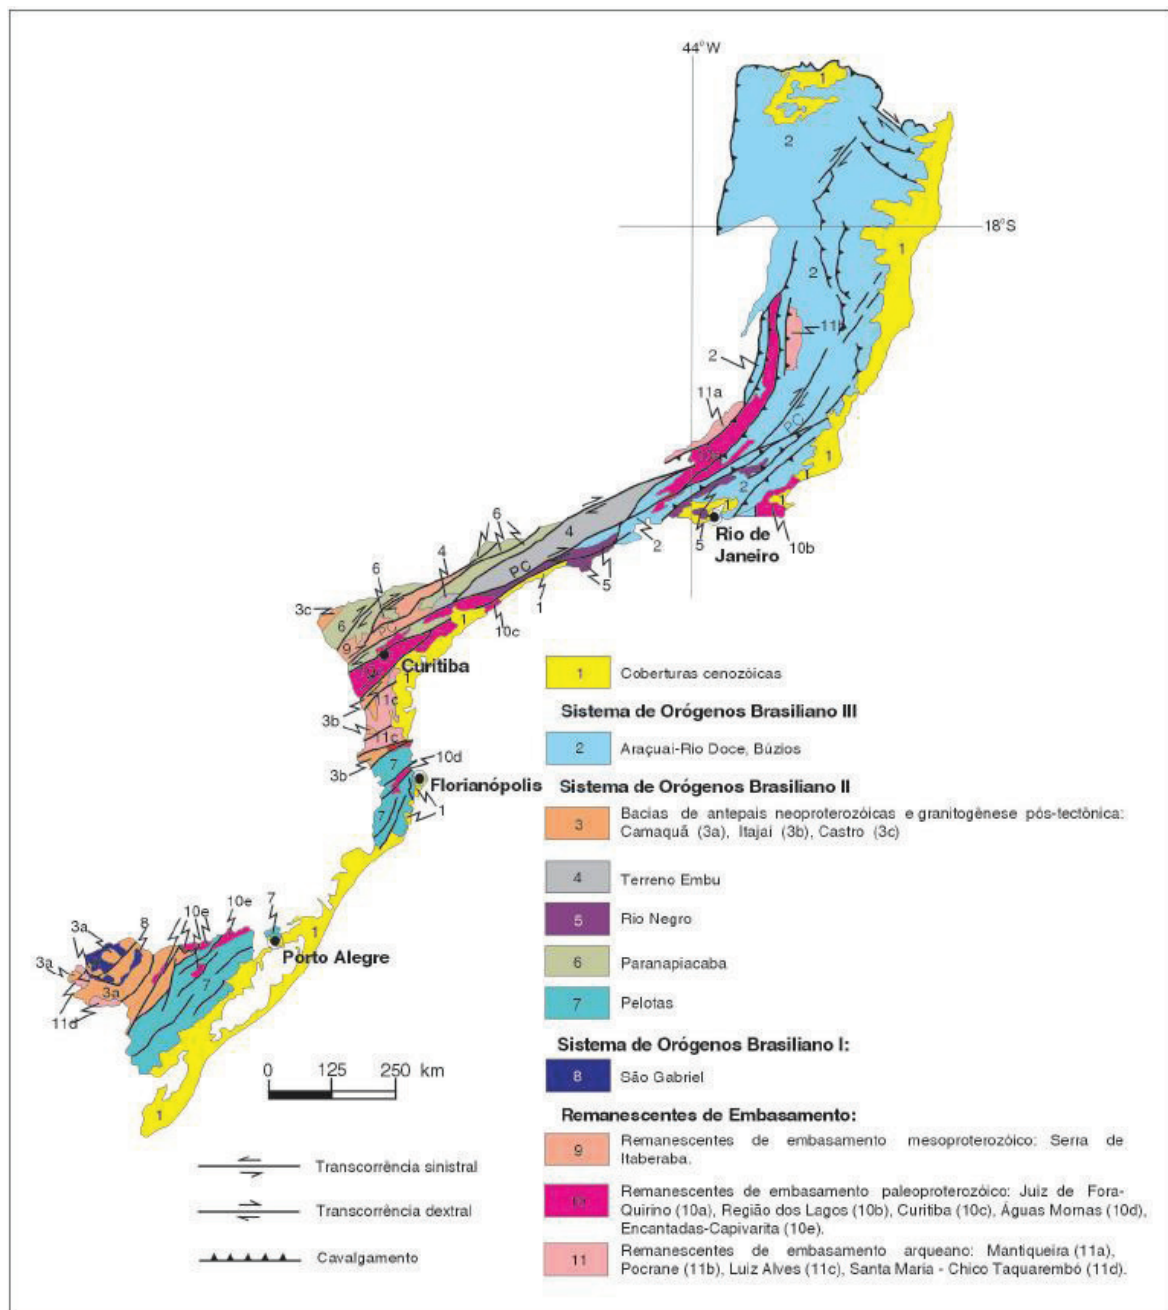 44°W
1
2
18°S
1
2
11b
2
11a
PC
1
1
2
1
1
10b
5
Rio de
Janeiro
2
6
4
4
PC
5
1
6
3c
6
PC
9
10c
1
Curitiba
1
11c
3b
11c
10d
3b
7
Florianópolis
7
1
10e
10e
7
8
3a
1
Porto Alegre
3a
3a
7
11d
1
0 125 250 km
Transcorrência sinistral
Transcorrência dextral
Cavalgamento
1 Coberturas cenozóicas
Sistema de Orógenos Brasiliano III
2 Araçuai-Rio Doce, Búzios
Sistema de Orógenos Brasiliano II
3 Bacias de antepais neoproterozóicas e granitogênese pós-tectônica:
Camaquã (3a), Itajaí (3b), Castro (3c)
4 Terreno Embu
5 Rio Negro
6 Paranapiacaba
7 Pelotas
Sistema de Orógenos Brasiliano I:
8 São Gabriel
Remanescentes de Embasamento:
9 Remanescentes de embasamento mesoproterozóico: Serra de
Itaberaba.
10 Remanescentes de embasamento paleoproterozóico: Juiz de Fora-
Quirino (10a), Região dos Lagos (10b), Curitiba (10c), Águas Mornas (10d),
Encantadas-Capivarita (10e).
11 Remanescentes de embasamento arqueano: Mantiqueira (11a),
Pocrane (11b), Luiz Alves (11c), Santa Maria - Chico Taquarembó (11d).